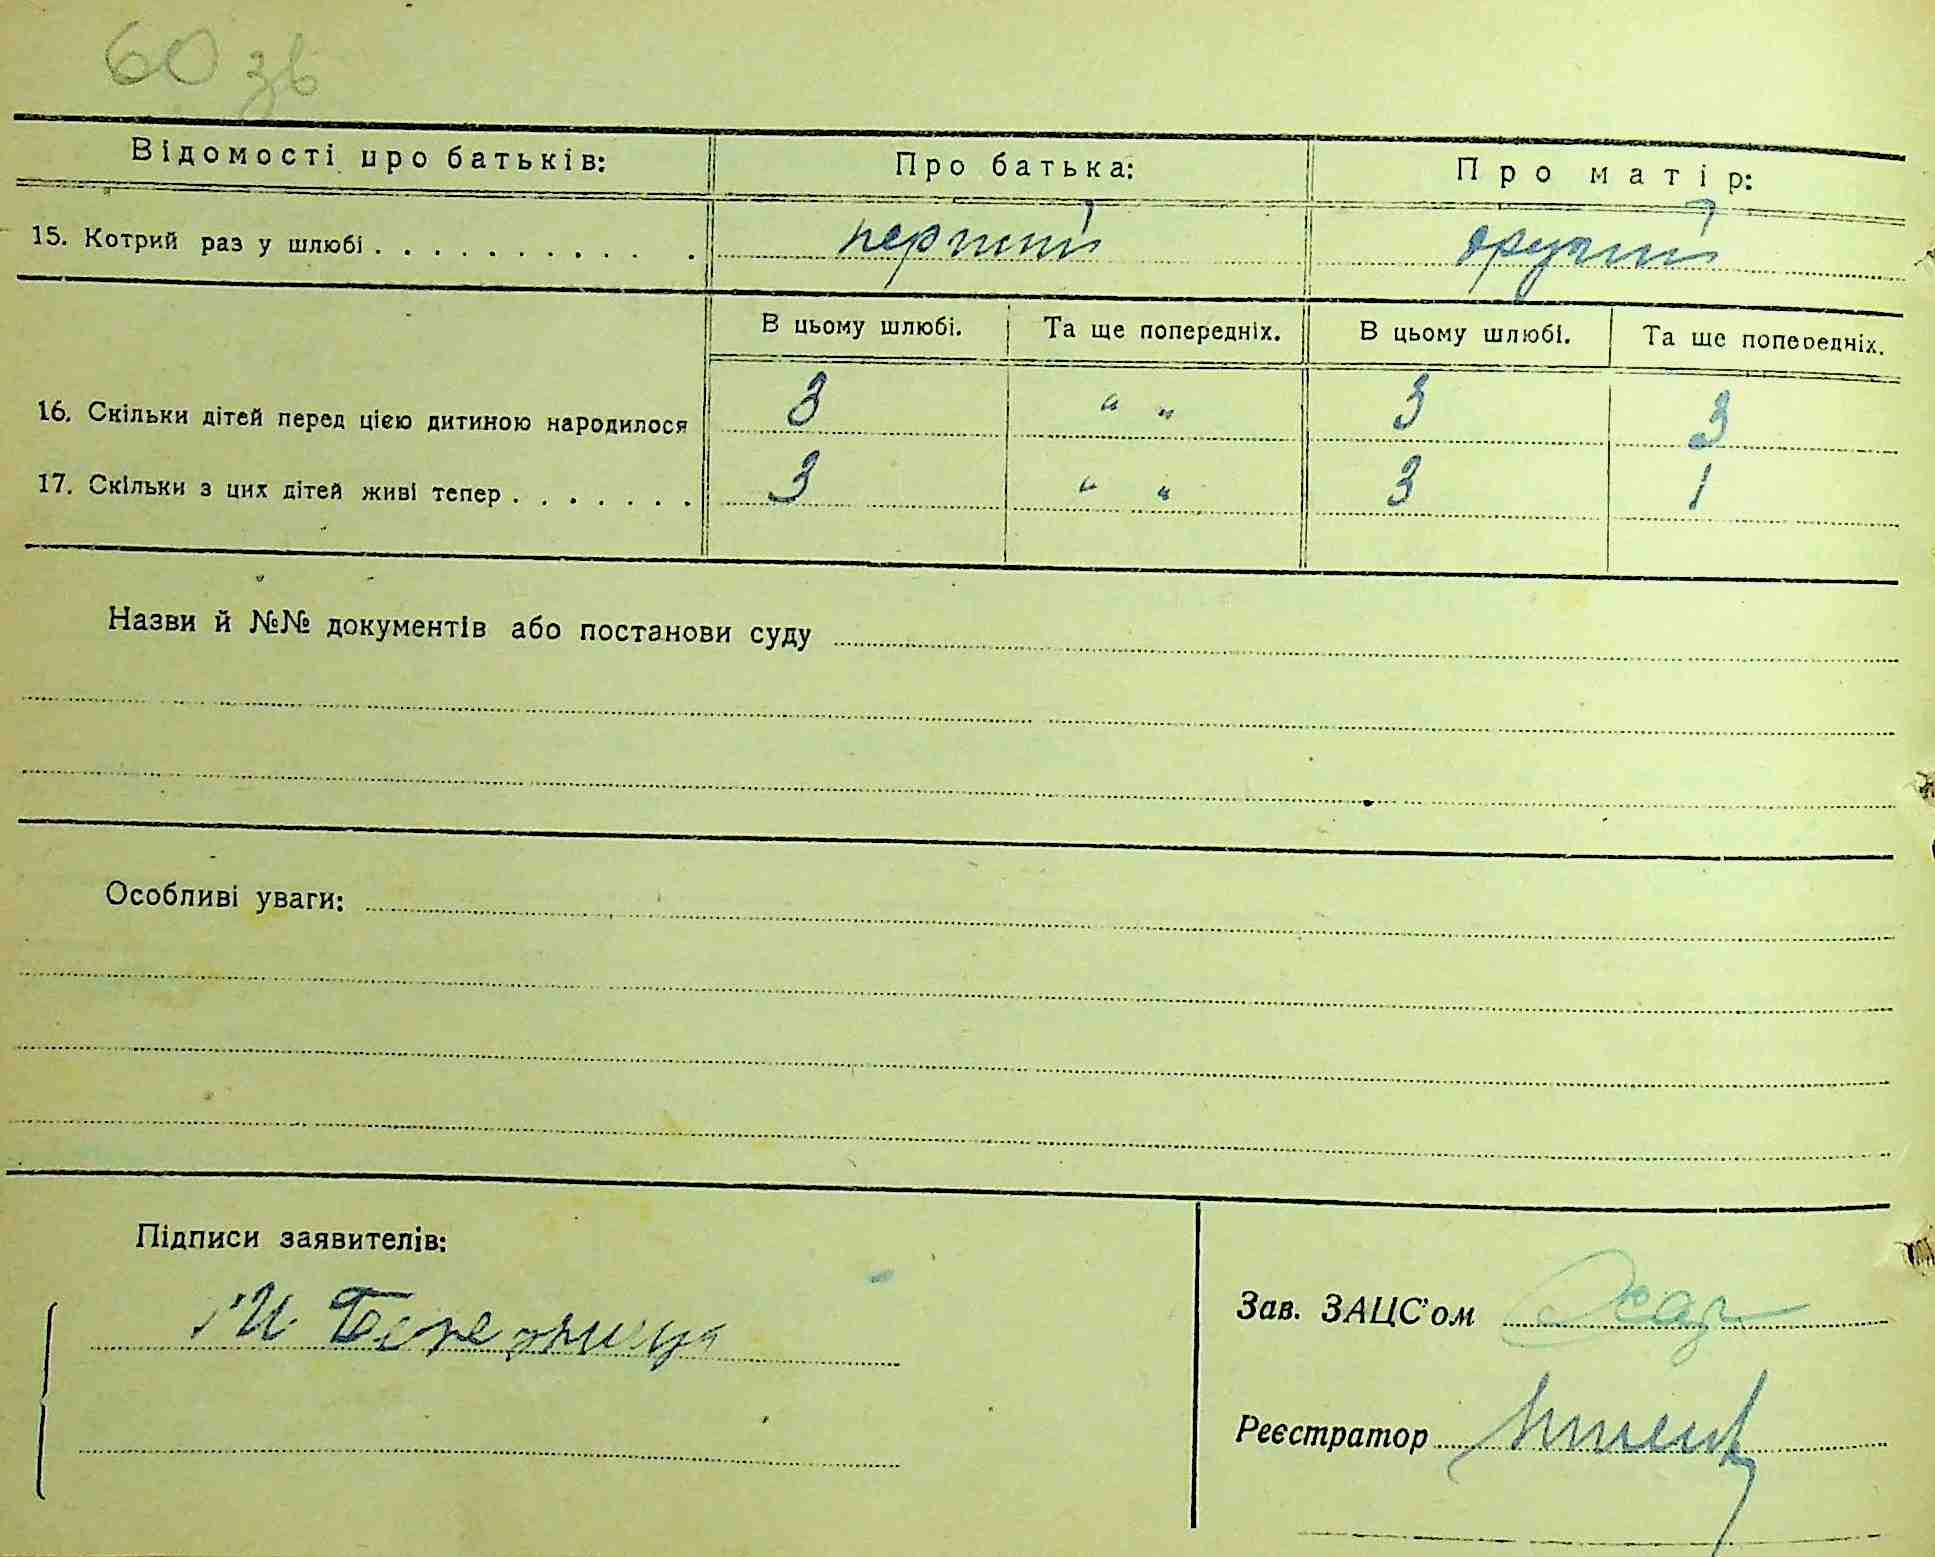 60 зв
Відомості про батьків: Про батька: Про матір:
15. Котрий раз у шлюбі . . . . . . . . . . . перший другий
В цьому шлюбі. Та ще попередніх. В цьому шлюбі. Та ще попередніх.
16. Скільки дітей перед цією дитиною народилося 3 " " 3 3
17. Скільки з цих дітей живі тепер . . . . . . . 3 " " 3 1
Назви й №№ документів або постанови суду
Особливі уваги:
Підписи заявителів:
Зав. ЗАЦС'ом
Реєстратор